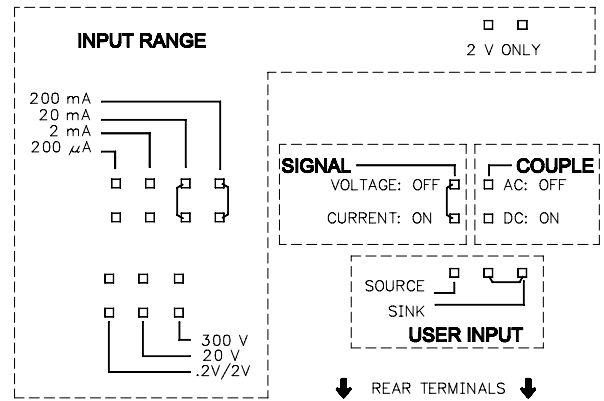 INPUT RANGE
2 V ONLY
200 mA
20 mA
2 mA
200 µA
SIGNAL
VOLTAGE: OFF
CURRENT: ON
COUPLE
AC: OFF
DC: ON
SOURCE
SINK
USER INPUT
300 V
20 V
.2V/2V
REAR TERMINALS